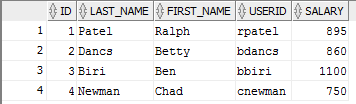 ID LAST_NAME FIRST_NAME USERID SALARY
1 1 Patel Ralph rpatel 895
2 2 Dancs Betty bdancs 860
3 3 Biri Ben bbiri 1100
4 4 Newman Chad cnewman 750